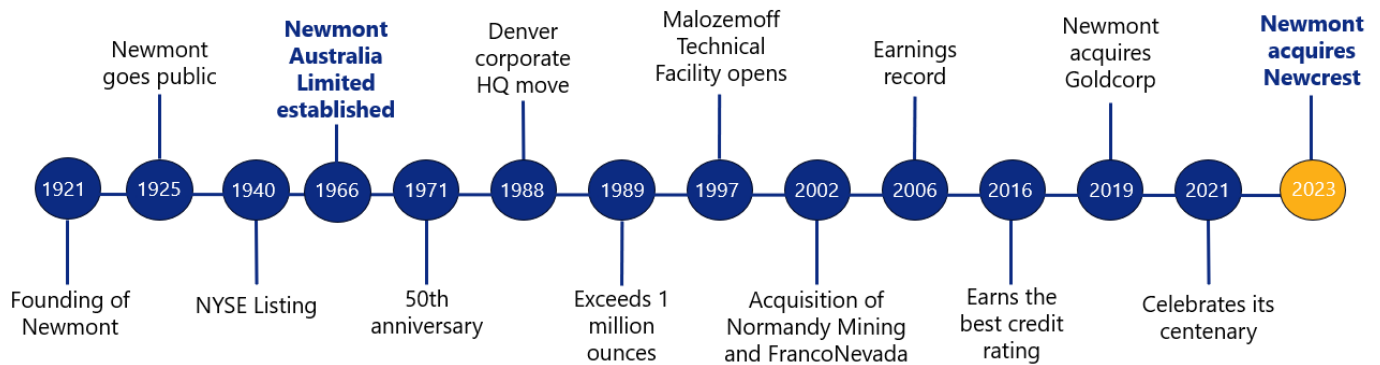 Newmont
goes public
Newmont
Australia
Limited
established
Denver
corporate
HQ move
Malozemoff
Technical
Facility opens
Earnings
record
Newmont
acquires
Goldcorp
Newmont
acquires
Newcrest
1921
1925
1940
1966
1971
1988
1989
1997
2002
2006
2016
2019
2021
2023
Founding of
Newmont
NYSE Listing
50th
anniversary
Exceeds 1
million
ounces
Acquisition of
Normandy Mining
and FrancoNevada
Earns the
best credit
rating
Celebrates its
centenary